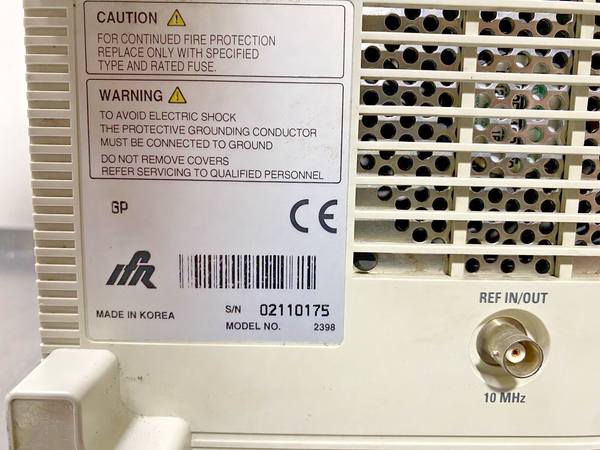 CAUTION
FOR CONTINUED FIRE PROTECTION
REPLACE ONLY WITH SPECIFIED
TYPE AND RATED FUSE.
WARNING
TO AVOID ELECTRIC SHOCK
THE PROTECTIVE GROUNDING CONDUCTOR
MUST BE CONNECTED TO GROUND
DO NOT REMOVE COVERS
REFER SERVICING TO QUALIFIED PERSONNEL
GP
CE
IFR
MADE IN KOREA
S/N 02110175
MODEL NO. 2398
REF IN/OUT
10 MHz